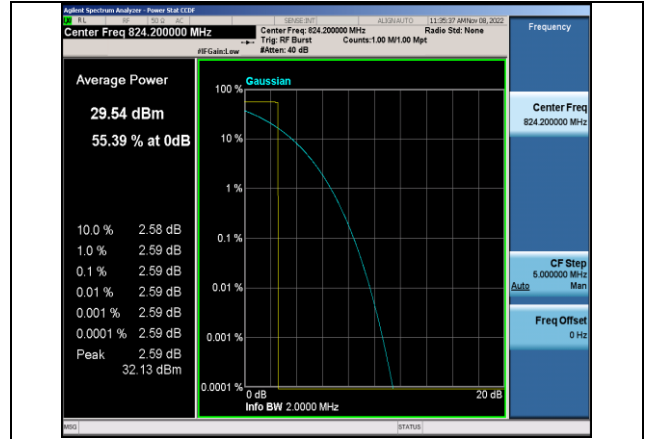 Agilent Spectrum Analyzer - Power Stat CCDF
LXI RL RF 50 Ω AC SENSE:INT ALIGNAUTO 11:35:37 AMNov 08, 2022
Center Freq 824.200000 MHz
Center Freq: 824.200000 MHz Radio Std: None
Trig: RF Burst Counts:1.00 M/1.00 Mpt
#IFGain:Low #Atten: 40 dB
Frequency
Average Power
29.54 dBm
55.39 % at 0dB
10.0 % 2.58 dB
1.0 % 2.59 dB
0.1 % 2.59 dB
0.01 % 2.59 dB
0.001 % 2.59 dB
0.0001 % 2.59 dB
Peak 2.59 dB
32.13 dBm
Gaussian
100 %
10 %
1 %
0.1 %
0.01 %
0.001 %
0.0001 %
0 dB 20 dB
Info BW 2.0000 MHz
Center Freq
824.200000 MHz
CF Step
5.000000 MHz
Auto Man
Freq Offset
0 Hz
MSG STATUS